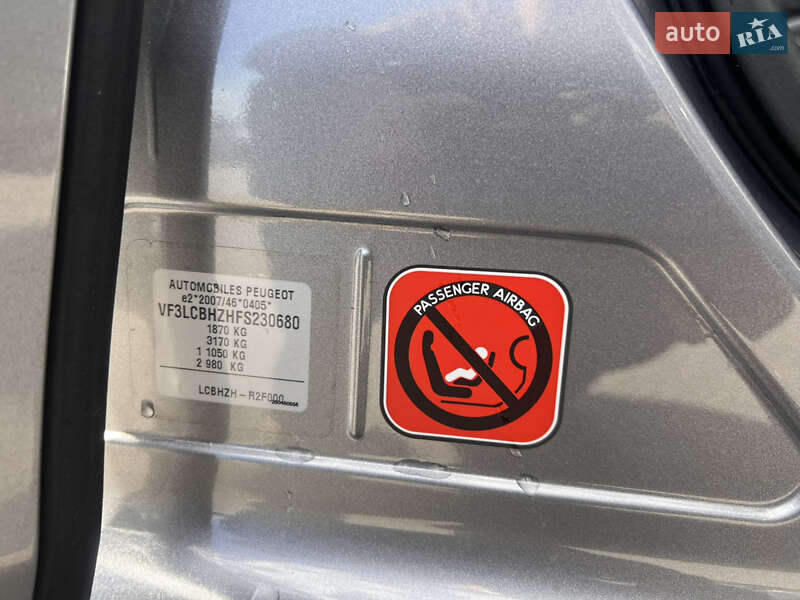 auto RIA .com
AUTOMOBILES PEUGEOT
e2*2007/46*0405*
VF3LCBHZHFS230680
1870 KG
3170 KG
1 1050 KG
2 980 KG
LCBHZH – R2F000
PASSENGER AIRBAG